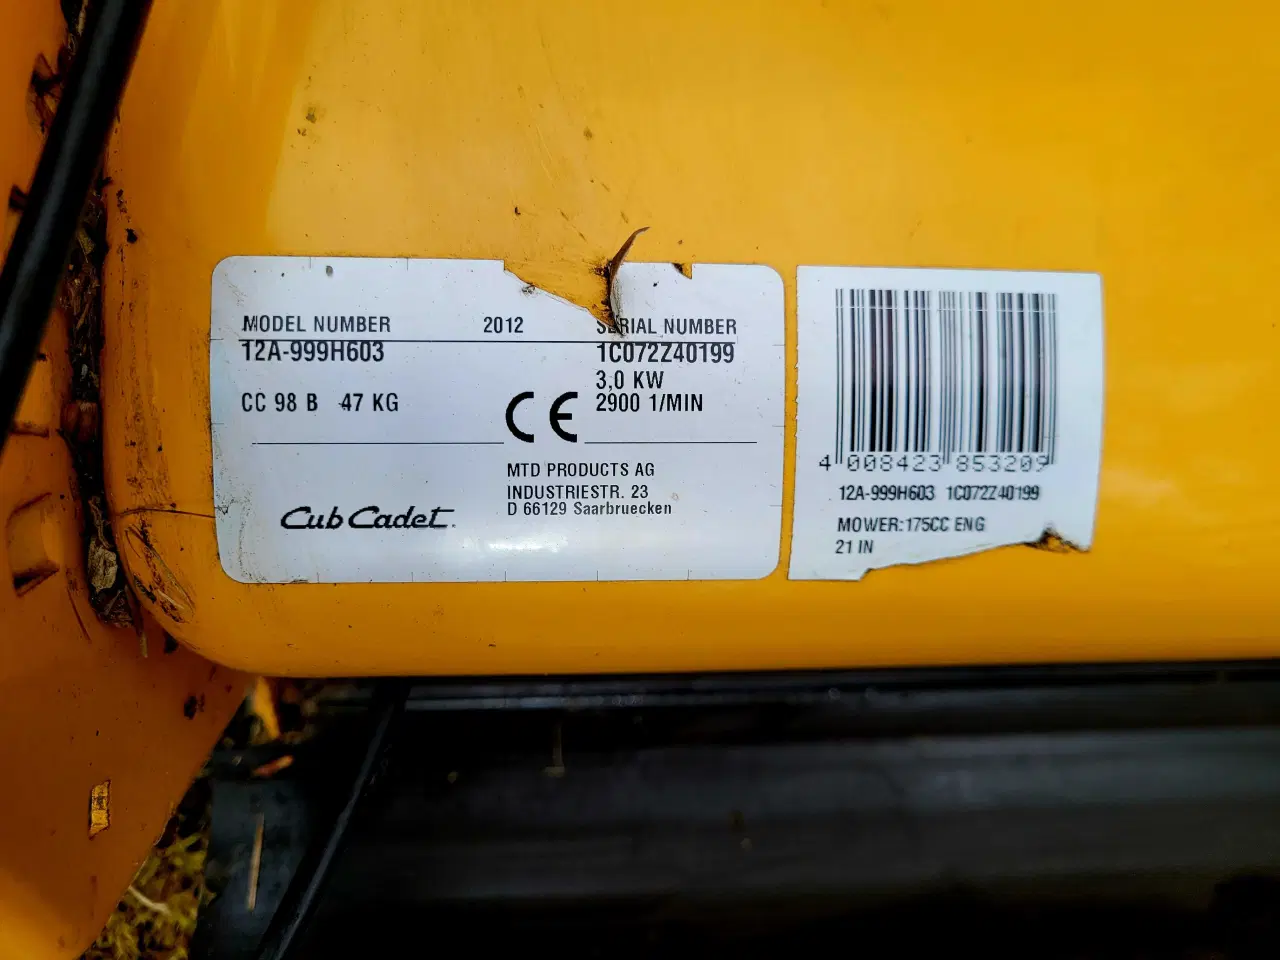 MODEL NUMBER 2012 SERIAL NUMBER
12A-999H603 1C072Z40199
3,0 KW
CC 98 B 47 KG CE 2900 1/MIN
MTD PRODUCTS AG
INDUSTRIESTR. 23
D 66129 Saarbruecken
Cub Cadet.
4 008423 853209
12A-999H603 1C072Z40199
MOWER:175CC ENG
21 IN